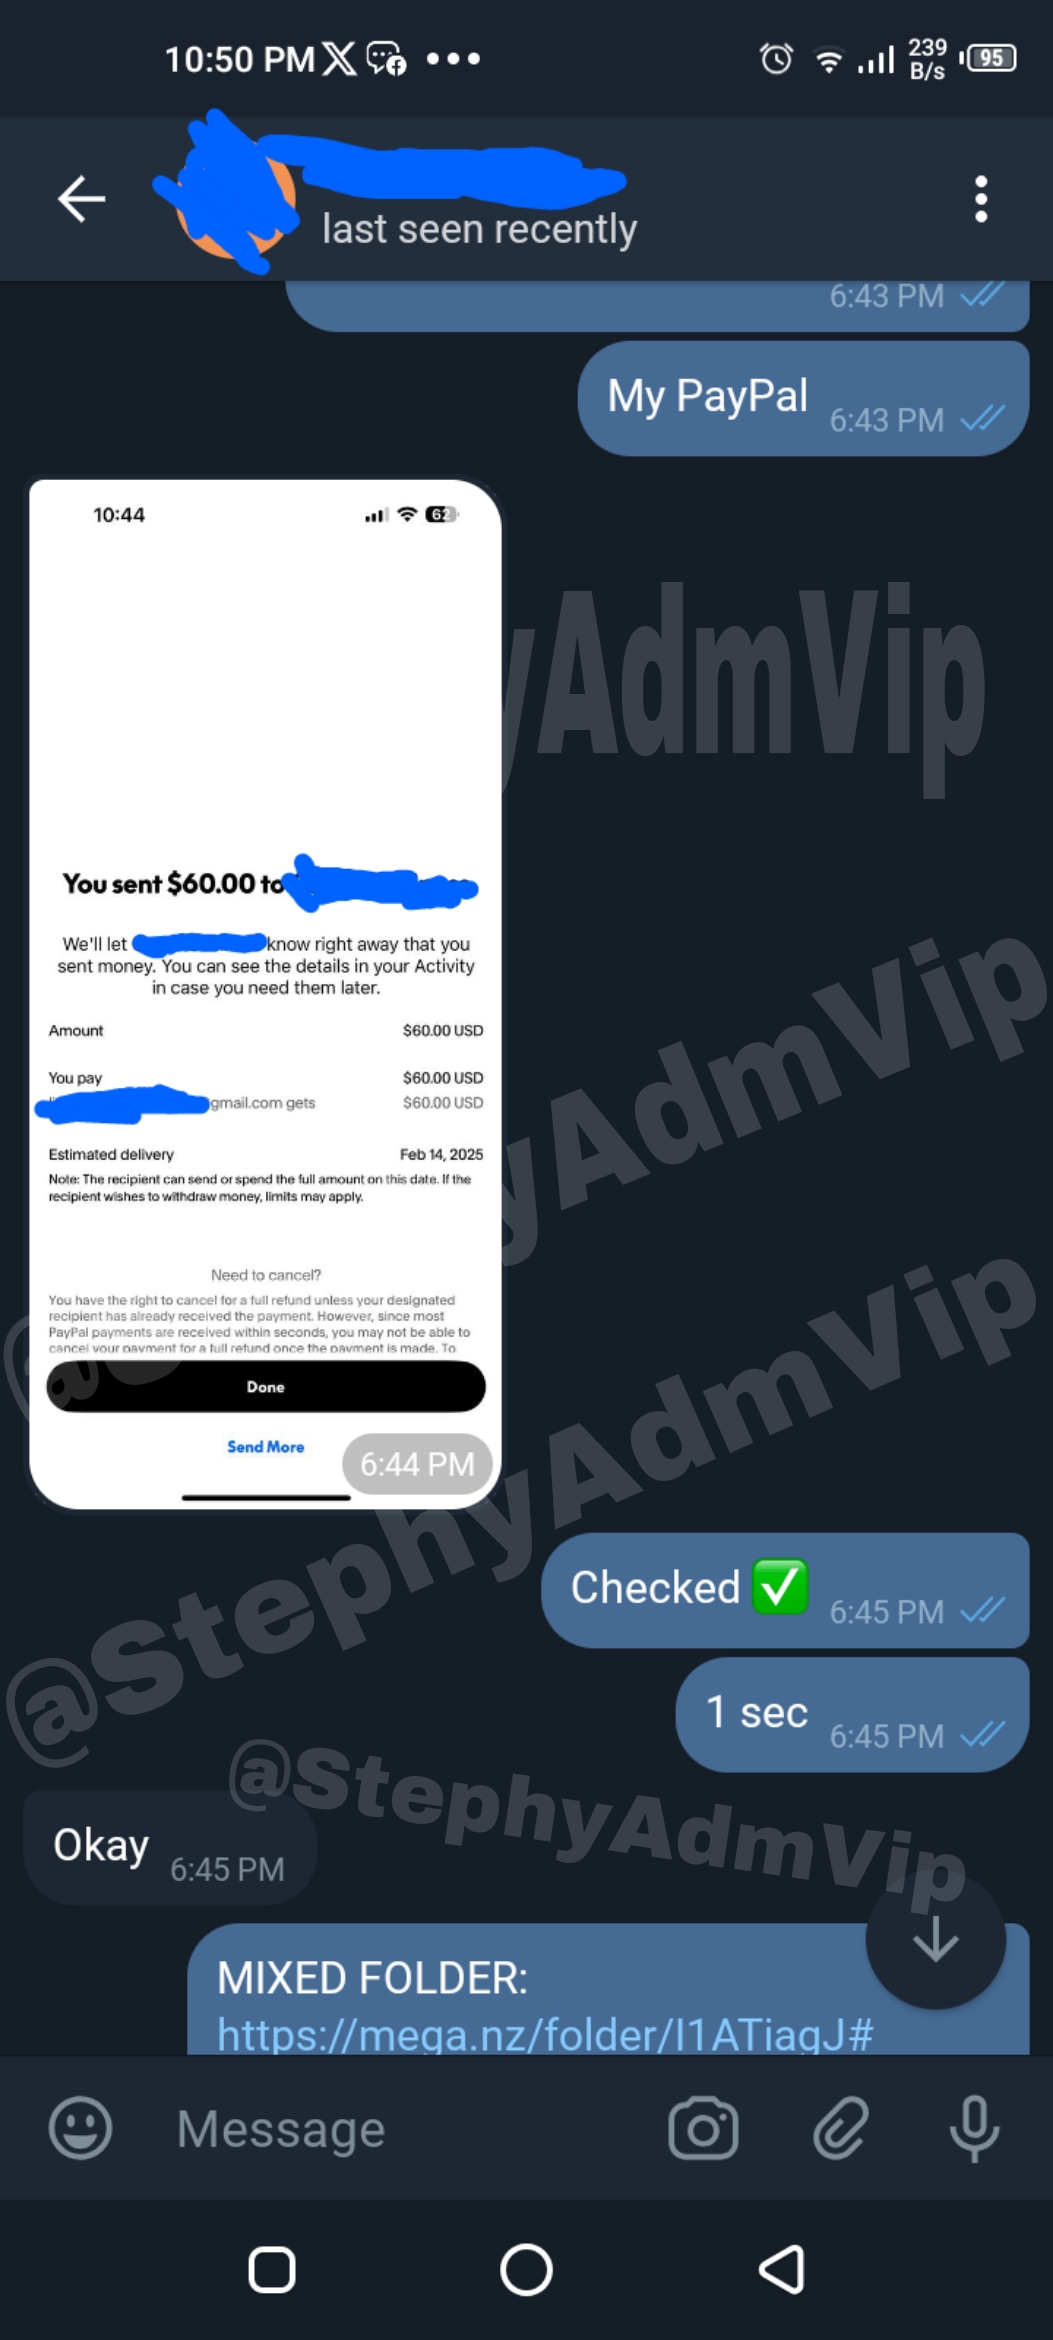 10:50 PM
239 B/s
95
last seen recently
6:43 PM
My PayPal 6:43 PM
10:44
62
You sent $60.00 to
We'll let know right away that you
sent money. You can see the details in your Activity
in case you need them later.
Amount $60.00 USD
You pay $60.00 USD
gmail.com gets $60.00 USD
Estimated delivery Feb 14, 2025
Note: The recipient can send or spend the full amount on this date. If the
recipient wishes to withdraw money, limits may apply.
Need to cancel?
You have the right to cancel for a full refund unless your designated
recipient has already received the payment. However, since most
PayPal payments are received within seconds, you may not be able to
cancel your payment for a full refund once the payment is made. To
Done
Send More
6:44 PM
yAdmVip
yAdmVip
@StephyAdmVip
Checked ✅ 6:45 PM
1 sec 6:45 PM
@StephyAdmVip
Okay 6:45 PM
MIXED FOLDER:
https://mega.nz/folder/I1ATiagJ#
Message